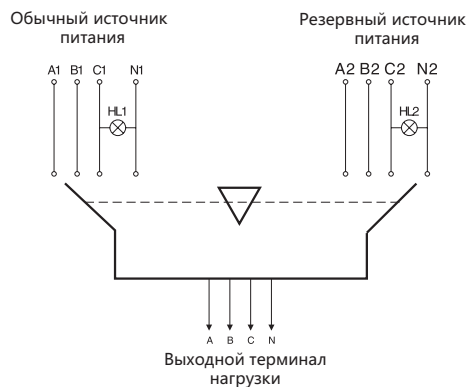 Обычный источник
питания
Резервный источник
питания
A1 B1 C1 N1
A2 B2 C2 N2
HL1
HL2
A B C N
Выходной терминал
нагрузки